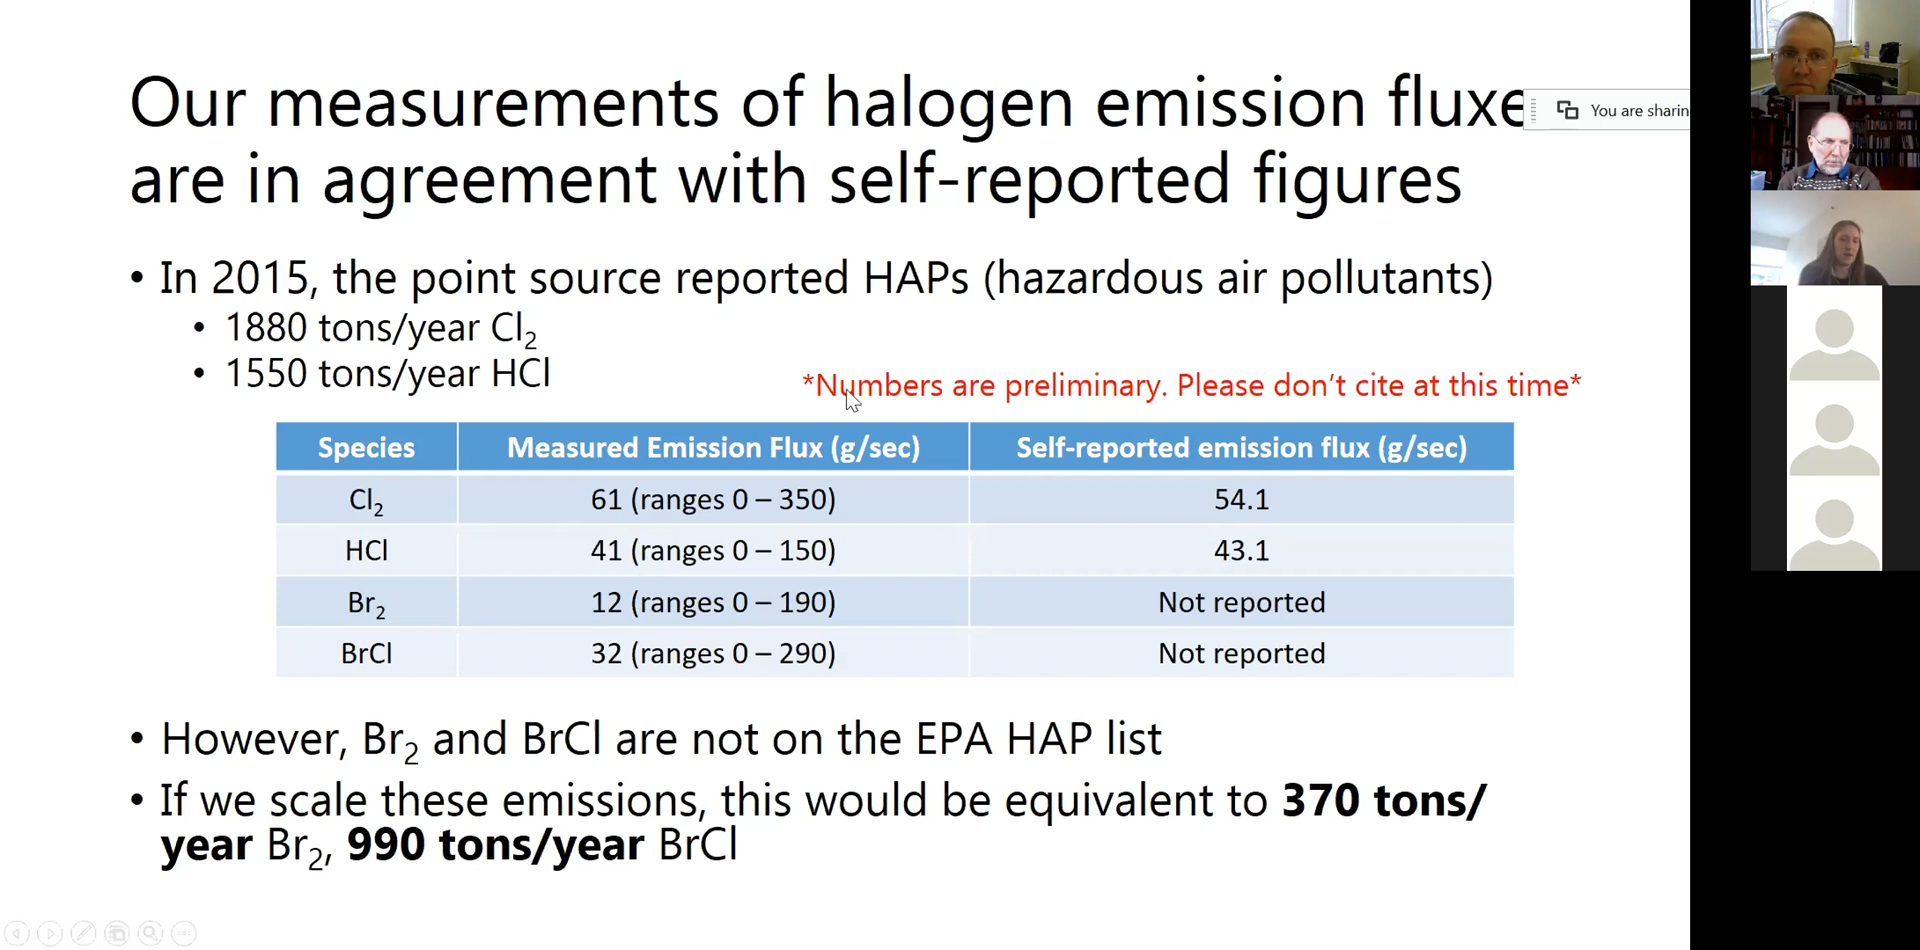 Our measurements of halogen emission fluxe
are in agreement with self-reported figures
You are sharin
• In 2015, the point source reported HAPs (hazardous air pollutants)
• 1880 tons/year Cl₂
• 1550 tons/year HCl
*Numbers are preliminary. Please don’t cite at this time*
Species Measured Emission Flux (g/sec) Self-reported emission flux (g/sec)
Cl₂ 61 (ranges 0 – 350) 54.1
HCl 41 (ranges 0 – 150) 43.1
Br₂ 12 (ranges 0 – 190) Not reported
BrCl 32 (ranges 0 – 290) Not reported
• However, Br₂ and BrCl are not on the EPA HAP list
• If we scale these emissions, this would be equivalent to 370 tons/
year Br₂, 990 tons/year BrCl